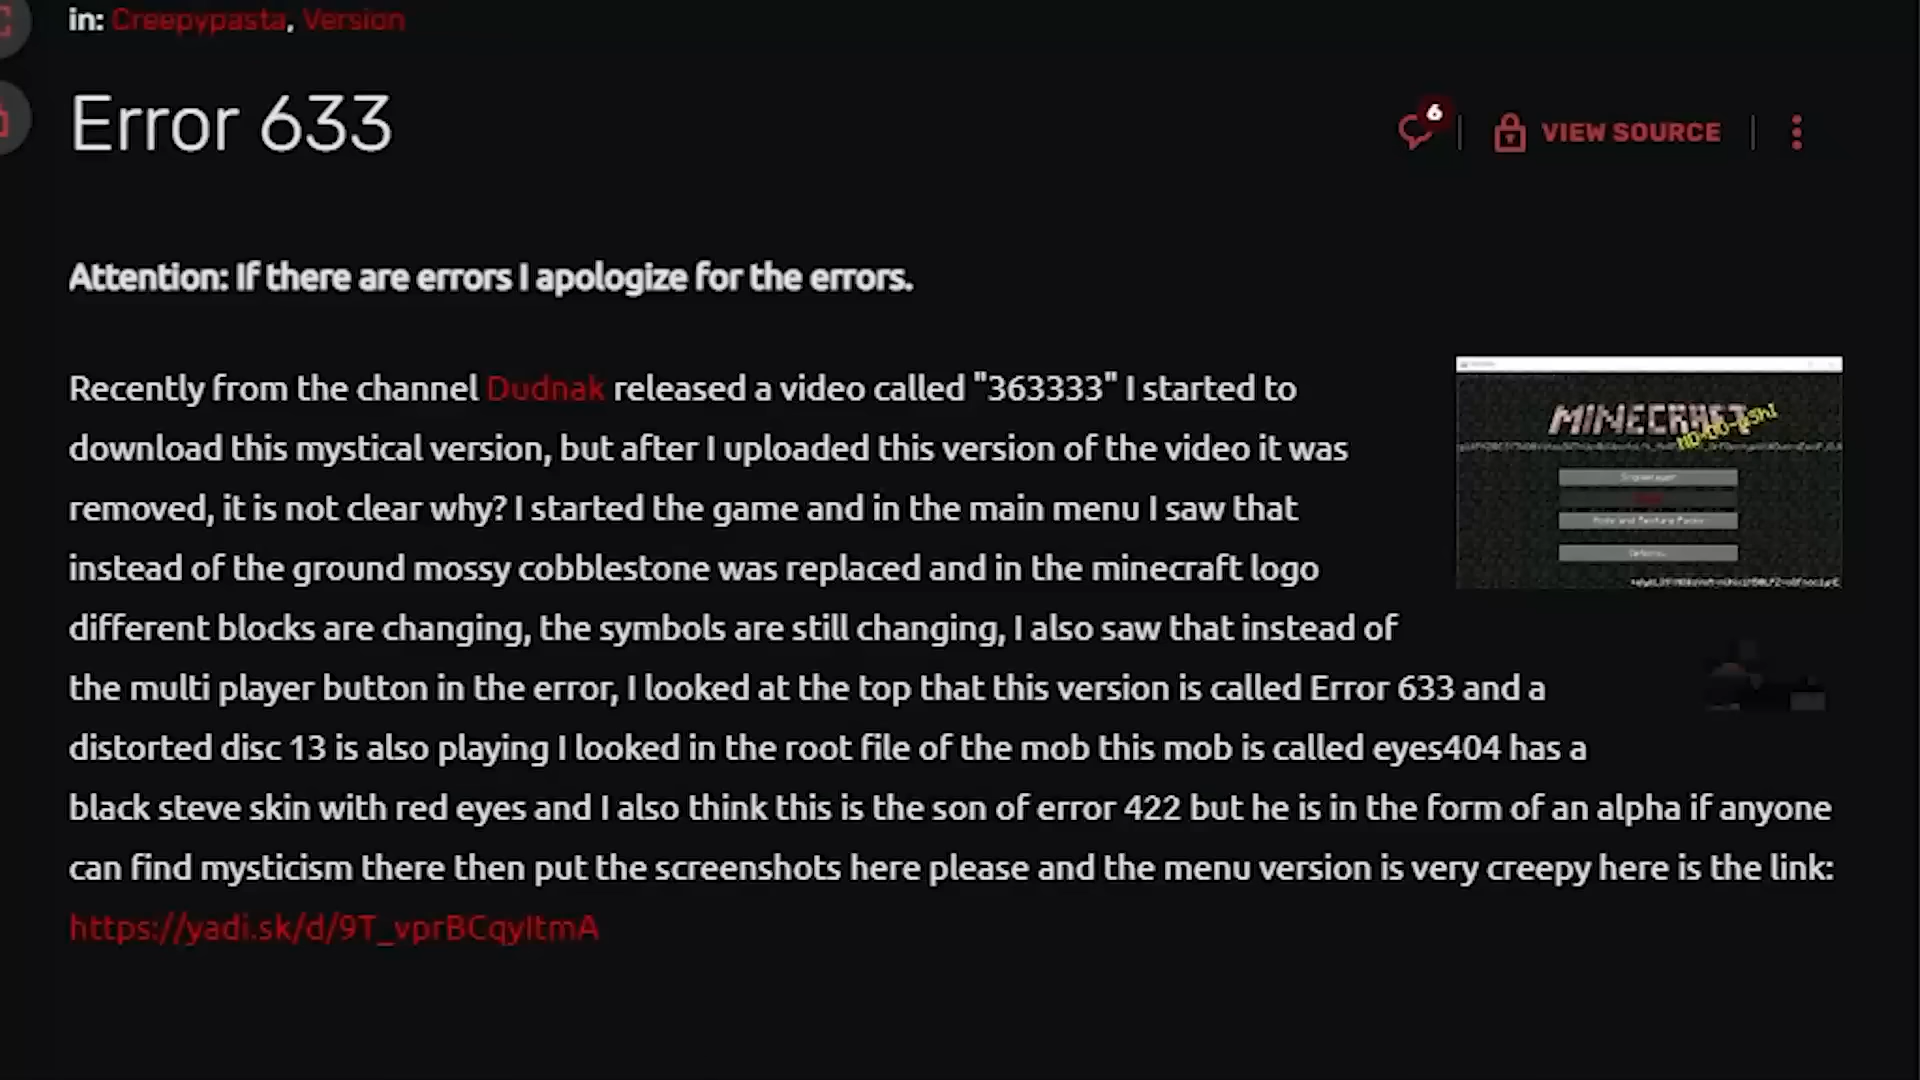 in: Creepypasta, Version
Error 633
6
VIEW SOURCE
Attention: If there are errors I apologize for the errors.
Recently from the channel Dudnak released a video called "363333" I started to
download this mystical version, but after I uploaded this version of the video it was
removed, it is not clear why? I started the game and in the main menu I saw that
instead of the ground mossy cobblestone was replaced and in the minecraft logo
different blocks are changing, the symbols are still changing, I also saw that instead of
the multi player button in the error, I looked at the top that this version is called Error 633 and a
distorted disc 13 is also playing I looked in the root file of the mob this mob is called eyes404 has a
black steve skin with red eyes and I also think this is the son of error 422 but he is in the form of an alpha if anyone
can find mysticism there then put the screenshots here please and the menu version is very creepy here is the link:
https://yadi.sk/d/9T_vprBCqyItmA
MINECRAFT
Singleplayer
Mods and Texture Packs
Options...